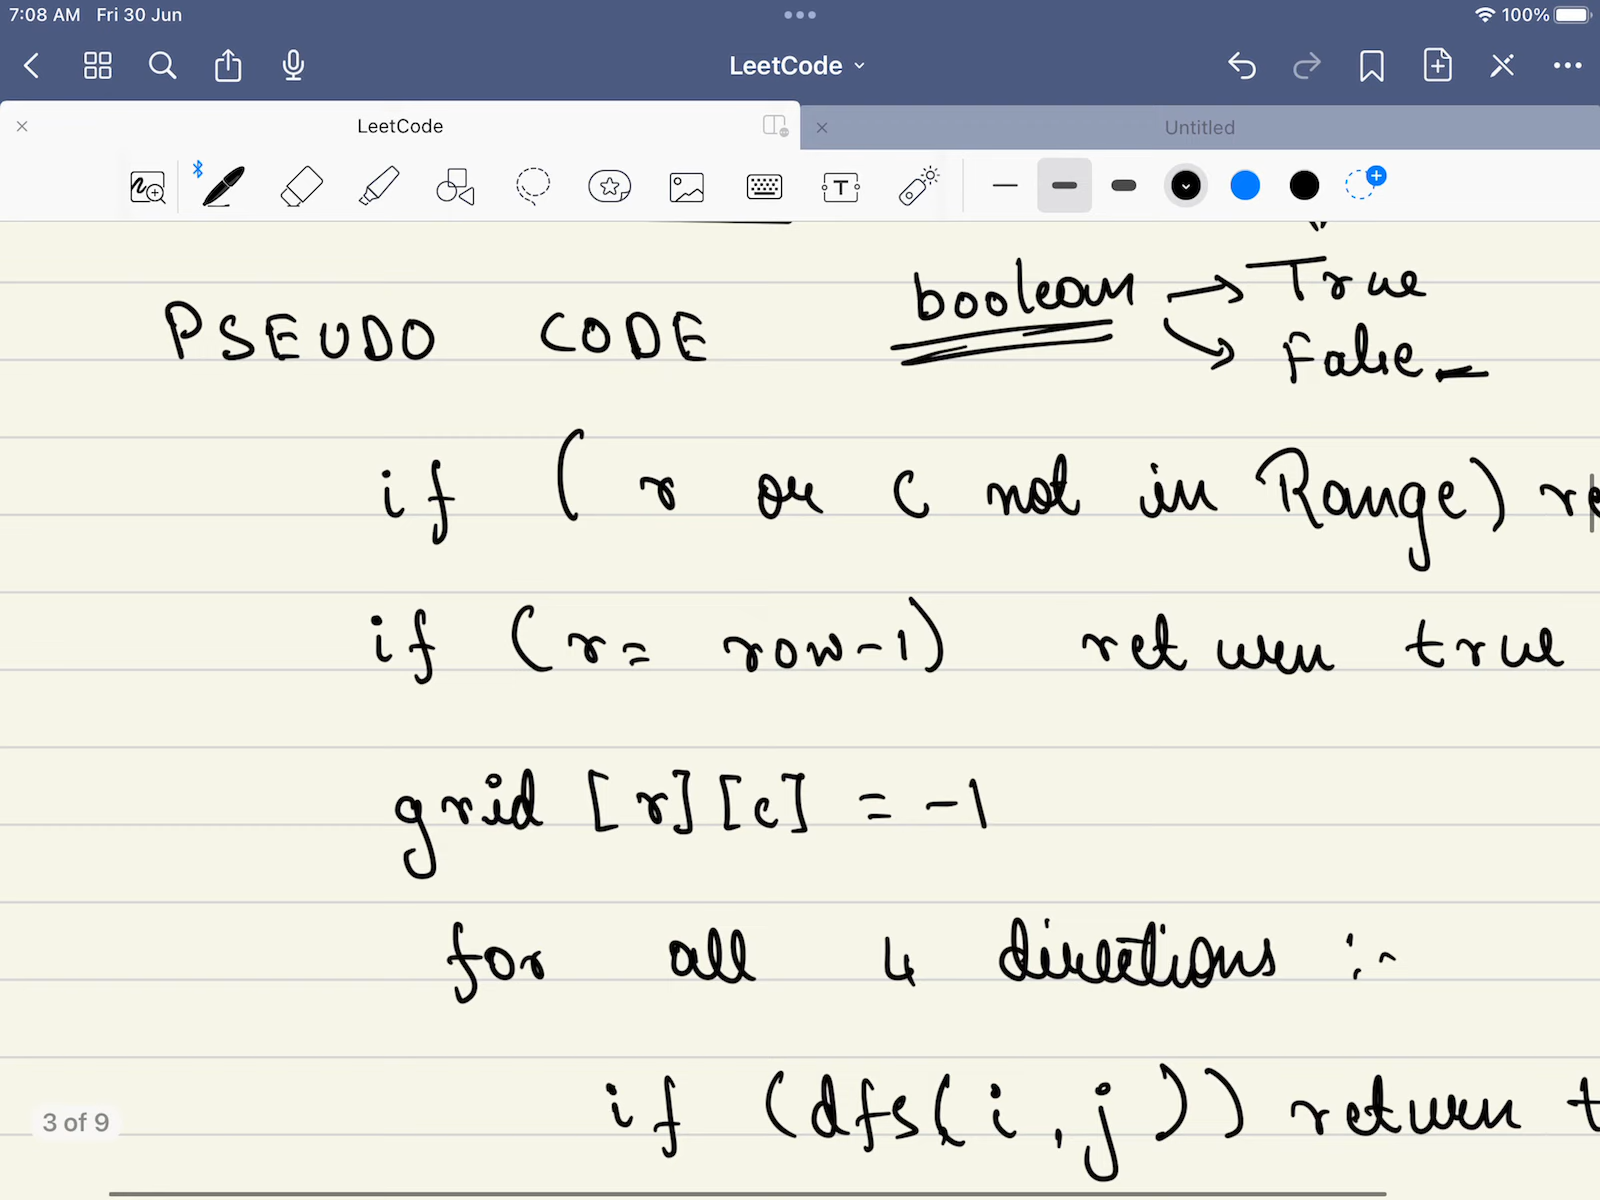 7:08 AM Fri 30 Jun
100%
LeetCode
LeetCode
Untitled
T
boolean → True
PSEUDO CODE
False
if ( r or c not in Range) re
if (r = row-1) return true
grid [r][c] = -1
for all 4 directions :-
if (dfs(i, j)) return t
3 of 9